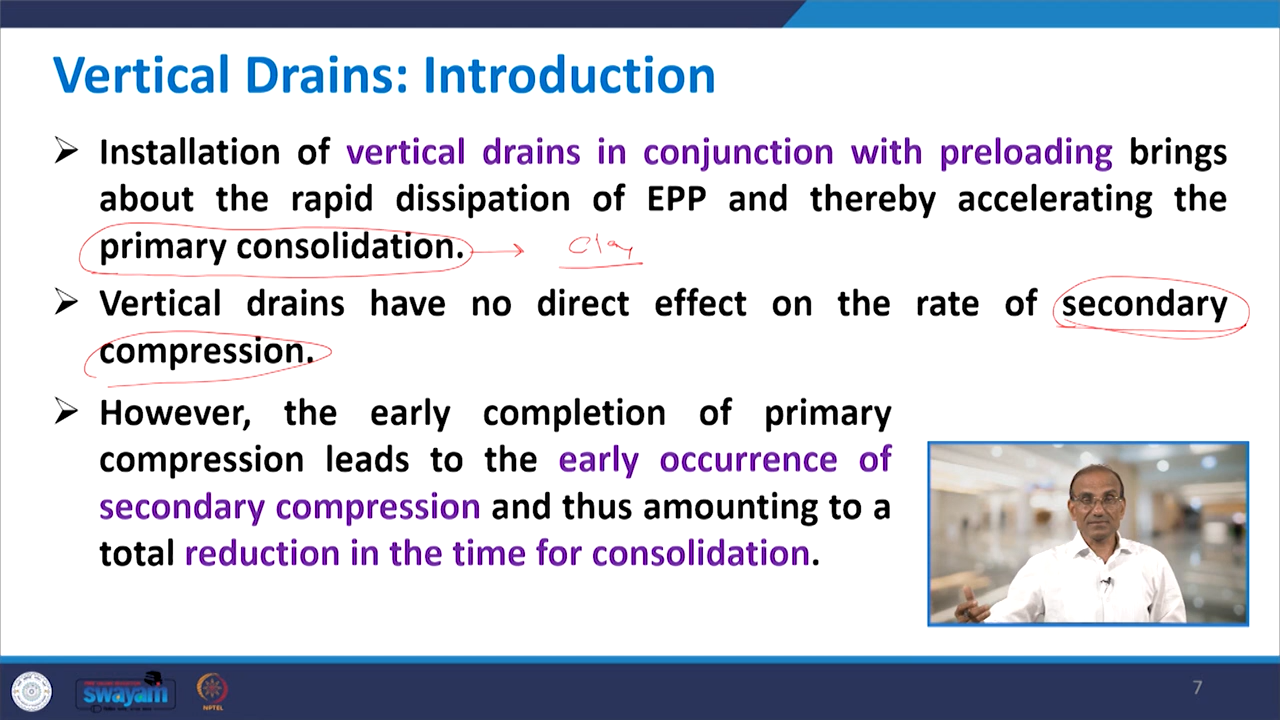 Vertical Drains: Introduction
➢ Installation of vertical drains in conjunction with preloading brings
about the rapid dissipation of EPP and thereby accelerating the
primary consolidation. → Clay
➢ Vertical drains have no direct effect on the rate of secondary
compression.
➢ However, the early completion of primary
compression leads to the early occurrence of
secondary compression and thus amounting to a
total reduction in the time for consolidation.
swayam
NPTEL
7